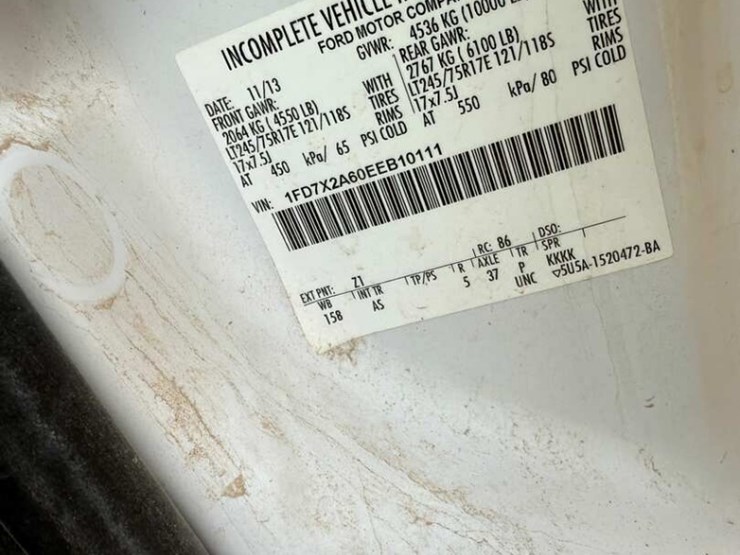 INCOMPLETE VEHICLE
FORD MOTOR
DATE: 11/13 GVWR: 4536 KG
FRONT GAWR: REAR GAWR:
2064 KG ( 4550 LB) WITH 2767 KG ( 6100 LB) WITH
LT245/75R17E 121/118S TIRES LT245/75R17E 121/118S TIRES
17x7.5J RIMS 17x7.5J RIMS
AT 450 kPa/ 65 PSI COLD AT 550 kPa/ 80 PSI COLD
VIN: 1FD7X2A60EEB10111
EXT PNT: Z1 RC: 86 DSO:
WB INT TR TP/PS R AXLE TR SPR
158 AS 5 37 P KKKK
UNC 5U5A-1520472-BA